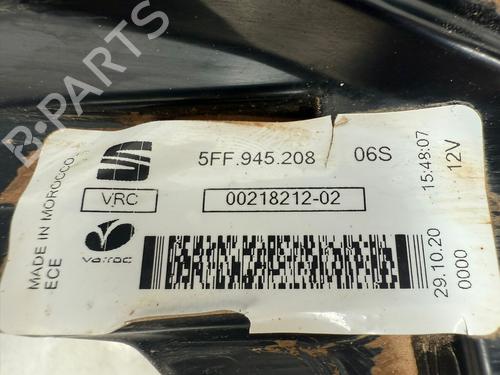 B-PARTS
MADE IN MOROCCO
ECE
5FF.945.208 06S
VRC 00218212-02
Varroc
15:48:07
12V
29.10.20
0000